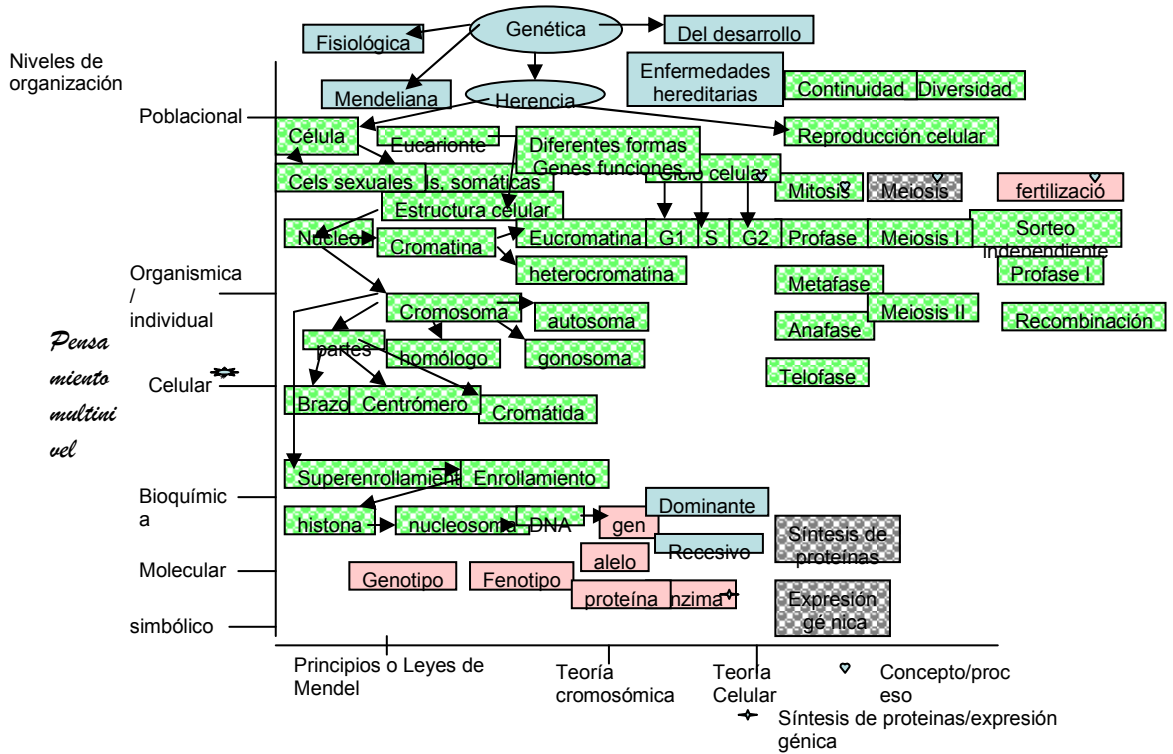 Genética
Fisiológica
Del desarrollo
Niveles de
organización
Enfermedades
hereditarias
Continuidad
Diversidad
Mendeliana
Herencia
Poblacional
Célula
Eucarionte
Diferentes formas
Genes funciones
Reproducción celular
Cels sexuales
ls, somáticas
Ciclo celular
Mitosis
Meiosis
fertilizació
Estructura celular
Núcleo
Cromatina
Eucromatina
G1
S
G2
Profase
Meiosis I
Sorteo
independiente
heterocromatina
Metafase
Profase I
Organismica
/
individual
Cromosoma
autosoma
Meiosis II
Anafase
Recombinación
Pensa
miento
multini
vel
partes
homólogo
gonosoma
Telofase
Celular
Brazo
Centrómero
Cromátida
Superenrollamient
Enrollamiento
Bioquímic
a
Dominante
histona
nucleosoma
DNA
gen
Recesivo
Síntesis de
proteínas
alelo
Molecular
Genotipo
Fenotipo
proteína
nzima
Expresión
gé nica
simbólico
Principios o Leyes de
Mendel
Teoría
cromosómica
Teoría
Celular
Concepto/proc
eso
Síntesis de proteinas/expresión
génica